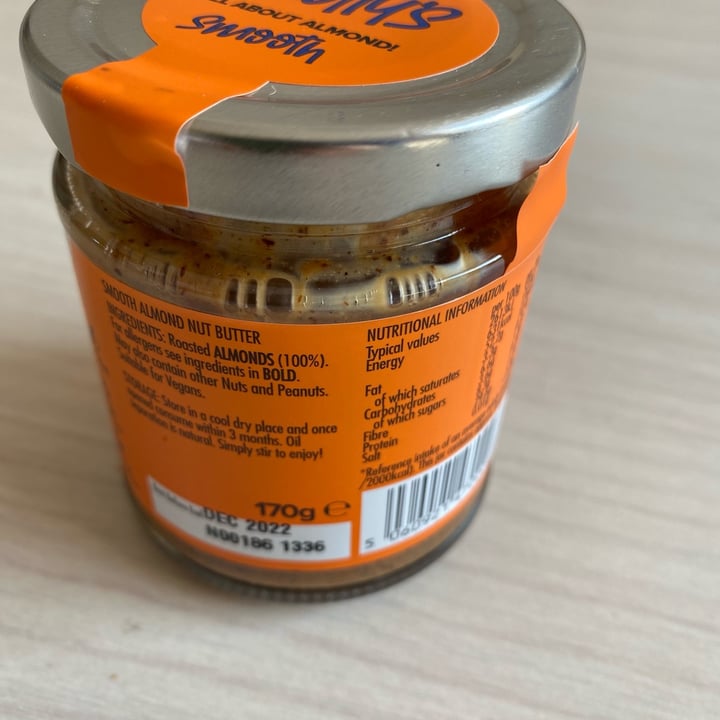 ALL ABOUT ALMOND!
smooth
SMOOTH ALMOND NUT BUTTER
INGREDIENTS: Roasted ALMONDS (100%).
For allergens see ingredients in BOLD.
May also contain other Nuts and Peanuts.
Suitable for Vegans.
STORAGE: Store in a cool dry place and once
opened consume within 3 months. Oil
separation is natural. Simply stir to enjoy!
170g ℮
DEC 2022
N00186 1336
NUTRITIONAL INFORMATION
Typical values
Energy
Fat
of which saturates
Carbohydrates
of which sugars
Fibre
Protein
Salt
*Reference intake of an average
/2000kcal). This jar contains